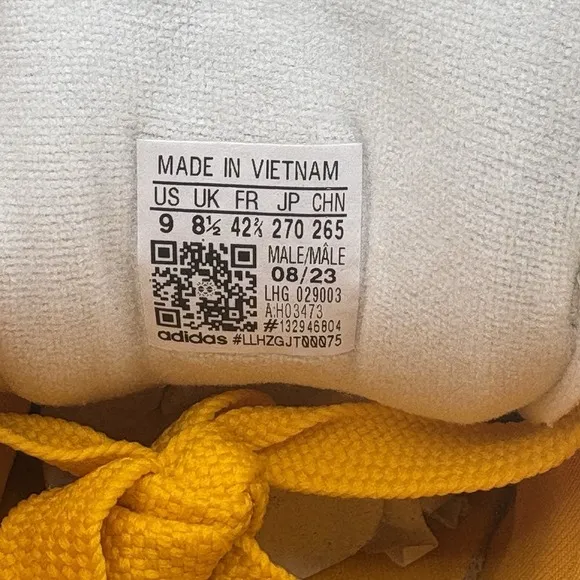 MADE IN VIETNAM
US UK FR JP CHN
9 8½ 42⅔ 270 265
MALE/MÂLE
08/23
LHG 029003
A:H03473
#132946804
adidas #LLHZGJT00075